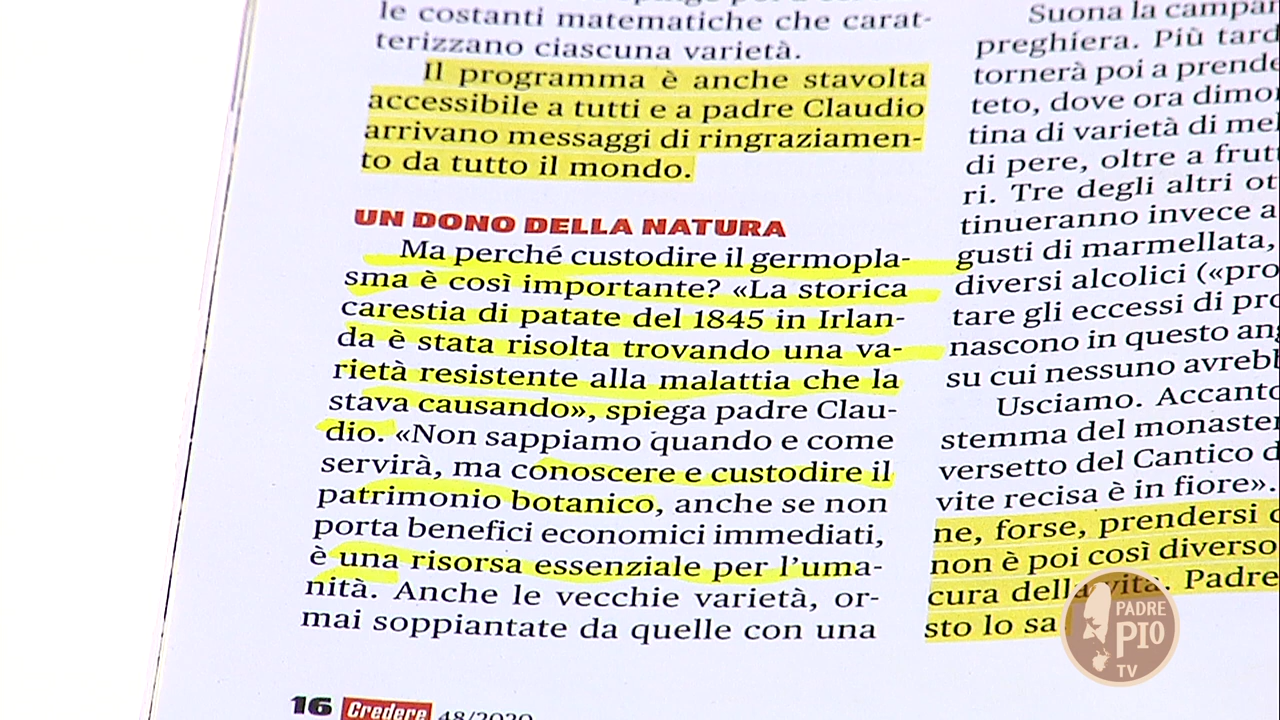 le costanti matematiche che carat-
terizzano ciascuna varietà.
Il programma è anche stavolta
accessibile a tutti e a padre Claudio
arrivano messaggi di ringraziamen-
to da tutto il mondo.
UN DONO DELLA NATURA
Ma perché custodire il germopla-
sma è così importante? «La storica
carestia di patate del 1845 in Irlan-
da è stata risolta trovando una va-
rietà resistente alla malattia che la
stava causando», spiega padre Clau-
dio. «Non sappiamo quando e come
servirà, ma conoscere e custodire il
patrimonio botanico, anche se non
porta benefici economici immediati,
è una risorsa essenziale per l'uma-
nità. Anche le vecchie varietà, or-
mai soppiantate da quelle con una
16 Credere 48/2020
Suona la campan
preghiera. Più tard
tornerà poi a prende
teto, dove ora dimo
tina di varietà di me
di pere, oltre a frut
ri. Tre degli altri ot
tinueranno invece a
gusti di marmellata,
diversi alcolici («pro
tare gli eccessi di pro
nascono in questo an
su cui nessuno avreb
Usciamo. Accanto
stemma del monaste
versetto del Cantico d
vite recisa è in fiore».
ne, forse, prendersi c
non è poi così diverso
cura della vita. Padre
sto lo sa
PADRE
PIO
TV